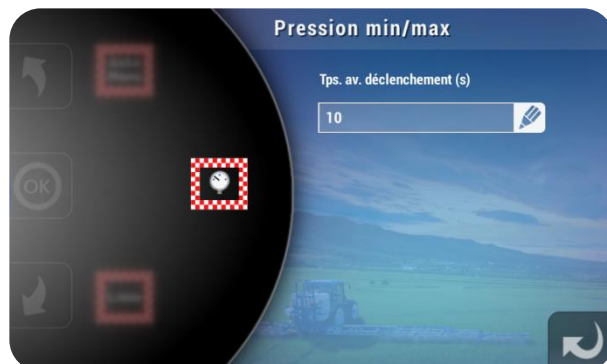 Pression min/max
Tps. av. déclenchement (s)
10
OK